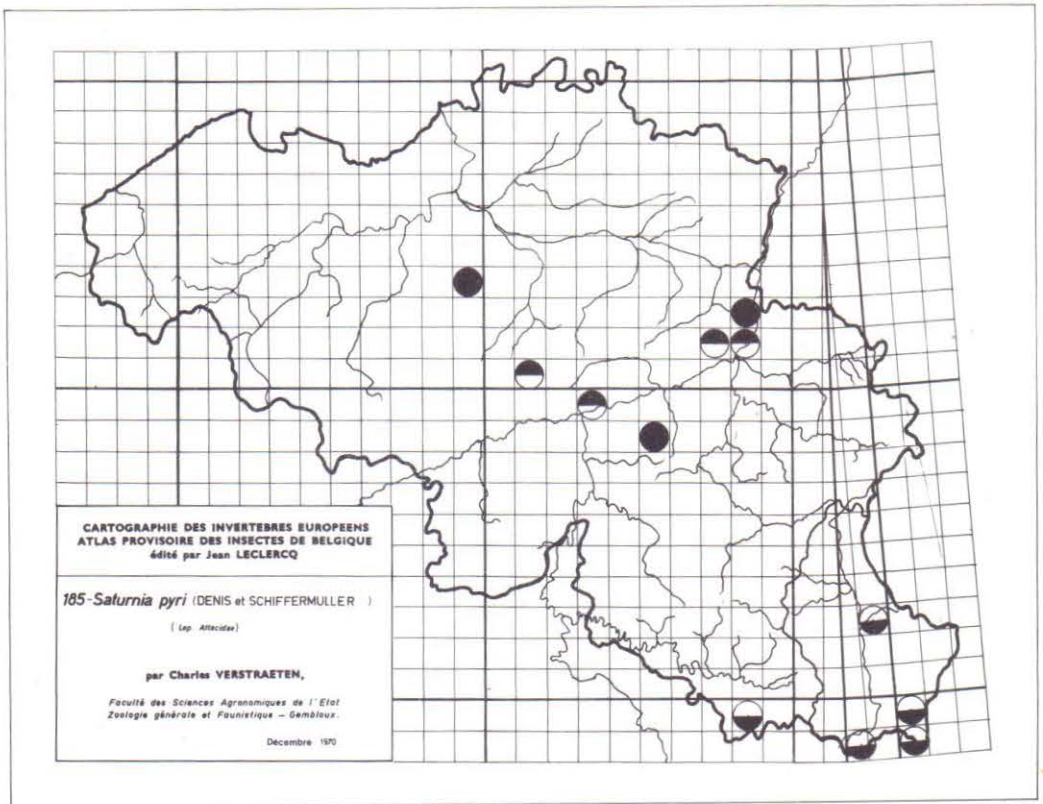 CARTOGRAPHIE DES INVERTEBRES EUROPEENS
ATLAS PROVISOIRE DES INSECTES DE BELGIQUE
édité par Jean LECLERCQ
185-Saturnia pyri (DENIS et SCHIFFERMULLER )
( Lep. Attacidae)
par Charles VERSTRAETEN,
Faculté des Sciences Agronomiques de l'Etat
Zoologie générale et Faunistique – Gembloux.
Décembre 1970